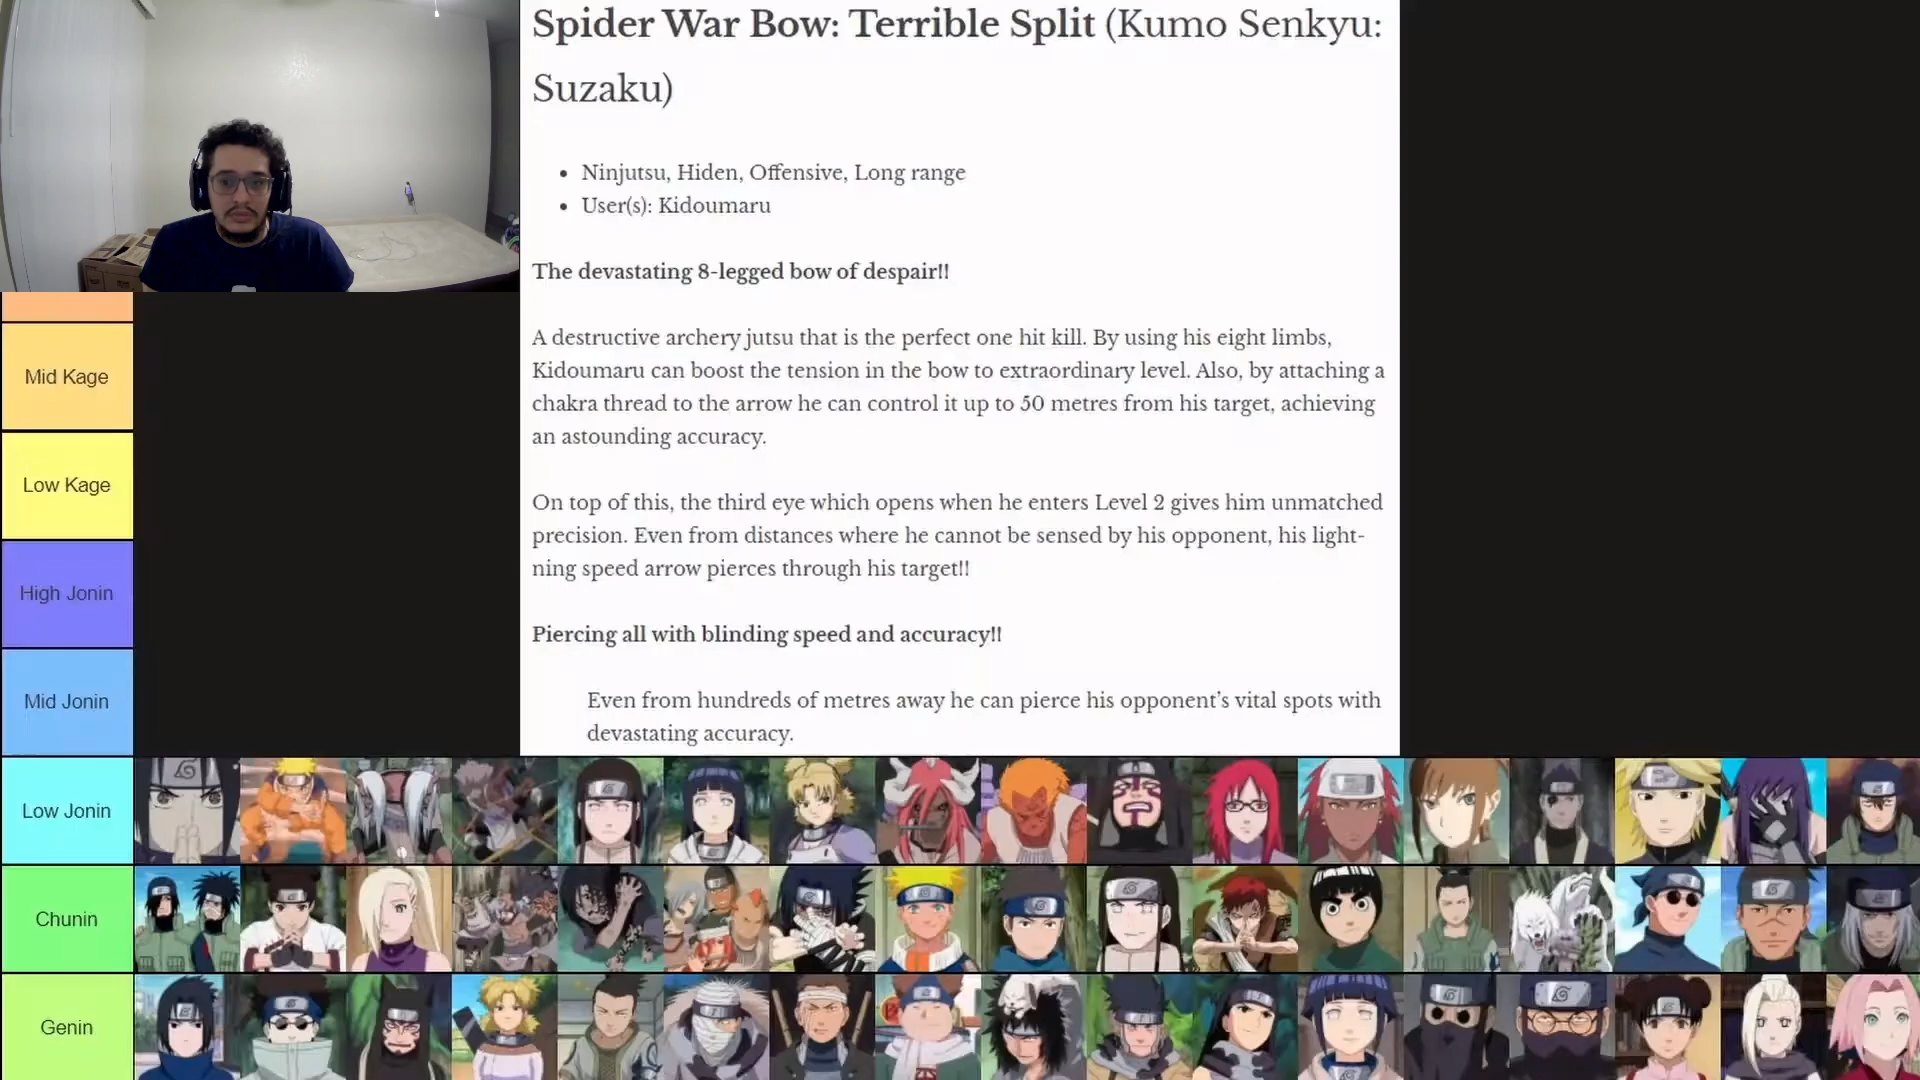 Spider War Bow: Terrible Split (Kumo Senkyu:
Suzaku)
• Ninjutsu, Hiden, Offensive, Long range
• User(s): Kidoumaru
The devastating 8-legged bow of despair!!
A destructive archery jutsu that is the perfect one hit kill. By using his eight limbs,
Kidoumaru can boost the tension in the bow to extraordinary level. Also, by attaching a
chakra thread to the arrow he can control it up to 50 metres from his target, achieving
an astounding accuracy.
On top of this, the third eye which opens when he enters Level 2 gives him unmatched
precision. Even from distances where he cannot be sensed by his opponent, his light-
ning speed arrow pierces through his target!!
Piercing all with blinding speed and accuracy!!
Even from hundreds of metres away he can pierce his opponent’s vital spots with
devastating accuracy.
Mid Kage
Low Kage
High Jonin
Mid Jonin
Low Jonin
Chunin
Genin